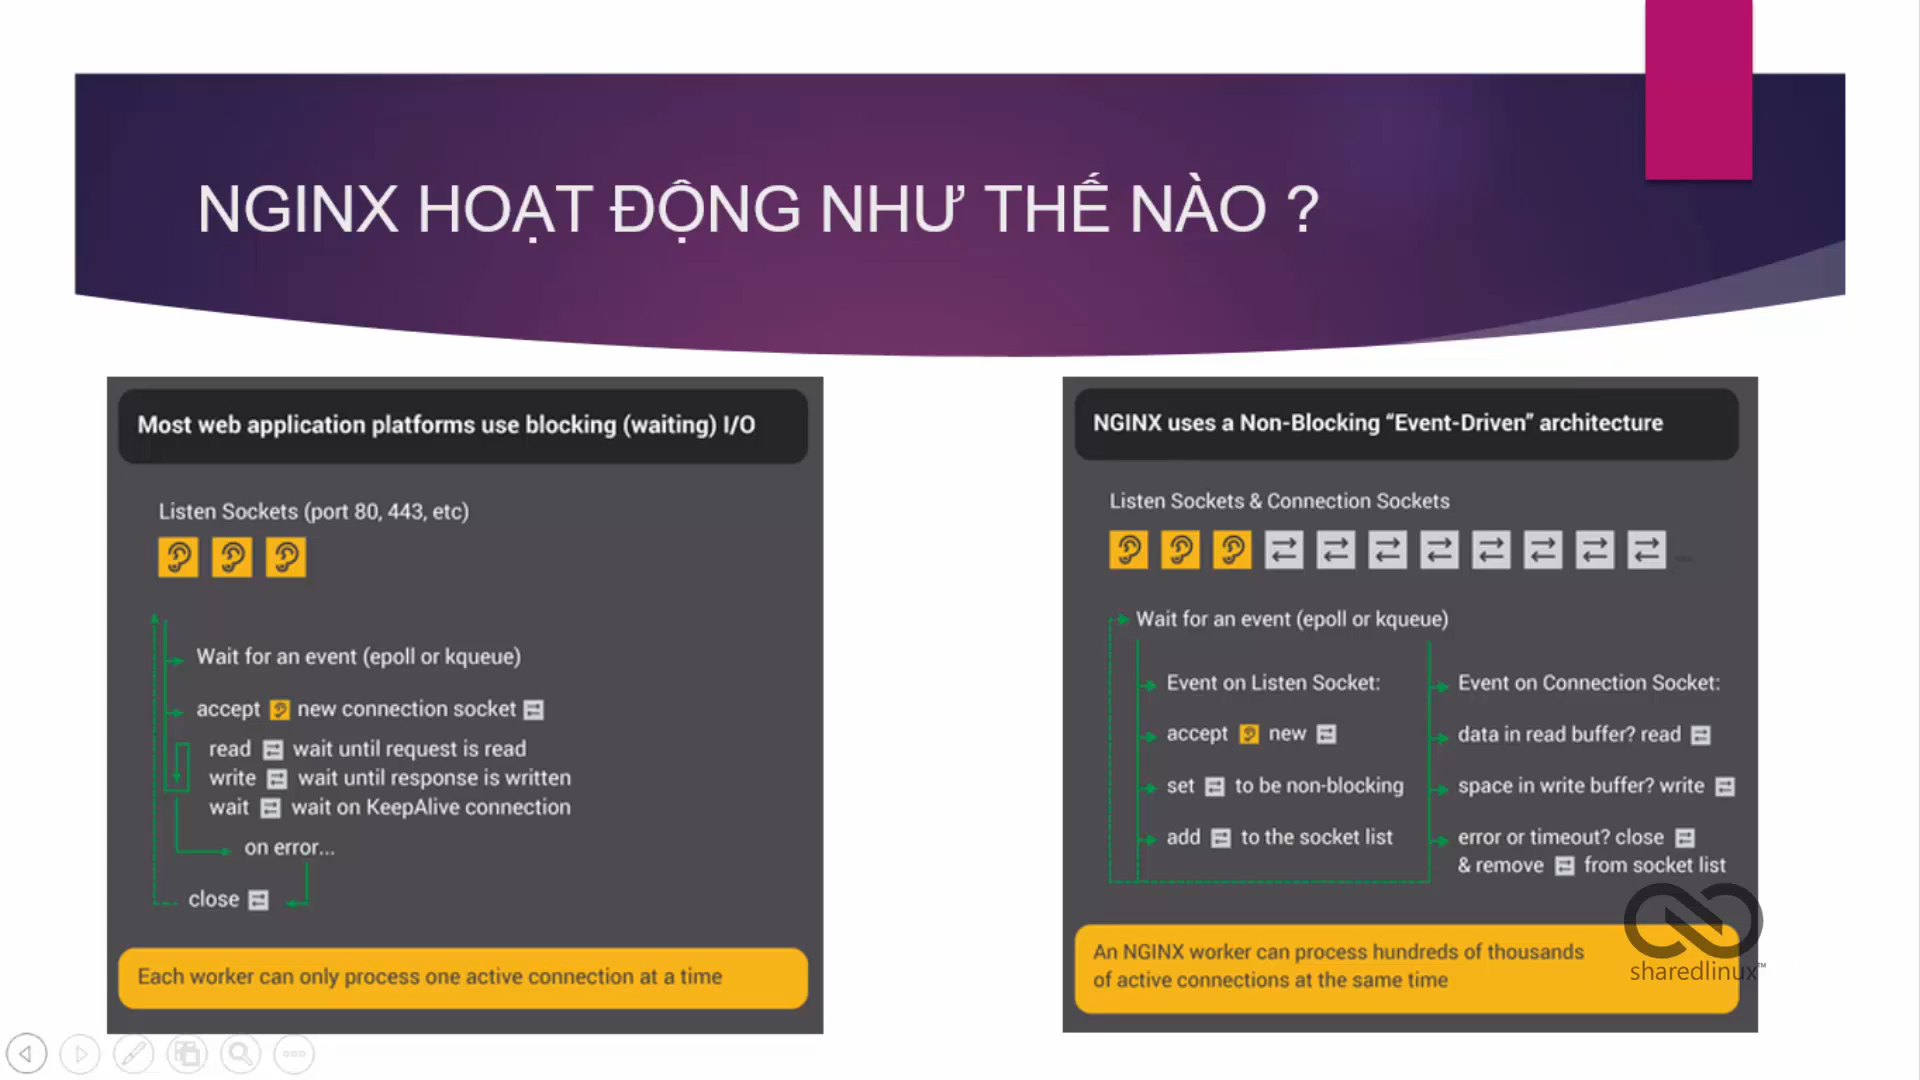 NGINX HOẠT ĐỘNG NHƯ THẾ NÀO ?
Most web application platforms use blocking (waiting) I/O
Listen Sockets (port 80, 443, etc)
Wait for an event (epoll or kqueue)
accept new connection socket
read wait until request is read
write wait until response is written
wait wait on KeepAlive connection
on error...
close
Each worker can only process one active connection at a time
NGINX uses a Non-Blocking “Event-Driven” architecture
Listen Sockets & Connection Sockets
...
Wait for an event (epoll or kqueue)
Event on Listen Socket:
accept new
set to be non-blocking
add to the socket list
Event on Connection Socket:
data in read buffer? read
space in write buffer? write
error or timeout? close
& remove from socket list
An NGINX worker can process hundreds of thousands
of active connections at the same time
sharedlinux™